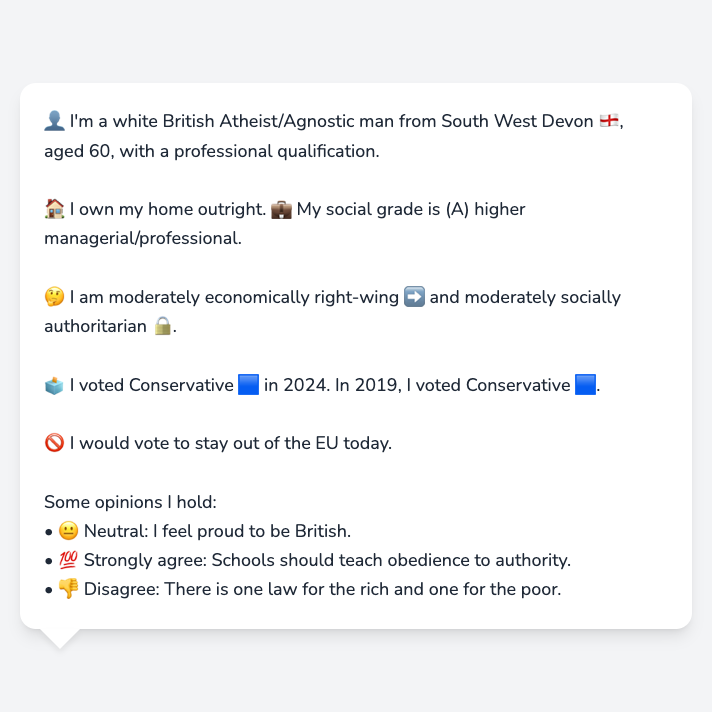 👤 I'm a white British Atheist/Agnostic man from South West Devon 🏴󠁧󠁢󠁥󠁮󠁧󠁿,
aged 60, with a professional qualification.
🏠 I own my home outright. 💼 My social grade is (A) higher
managerial/professional.
🤔 I am moderately economically right-wing ➡️ and moderately socially
authoritarian 🔒.
🗳️ I voted Conservative 🟦 in 2024. In 2019, I voted Conservative 🟦.
🚫 I would vote to stay out of the EU today.
Some opinions I hold:
• 😐 Neutral: I feel proud to be British.
• 💯 Strongly agree: Schools should teach obedience to authority.
• 👎 Disagree: There is one law for the rich and one for the poor.